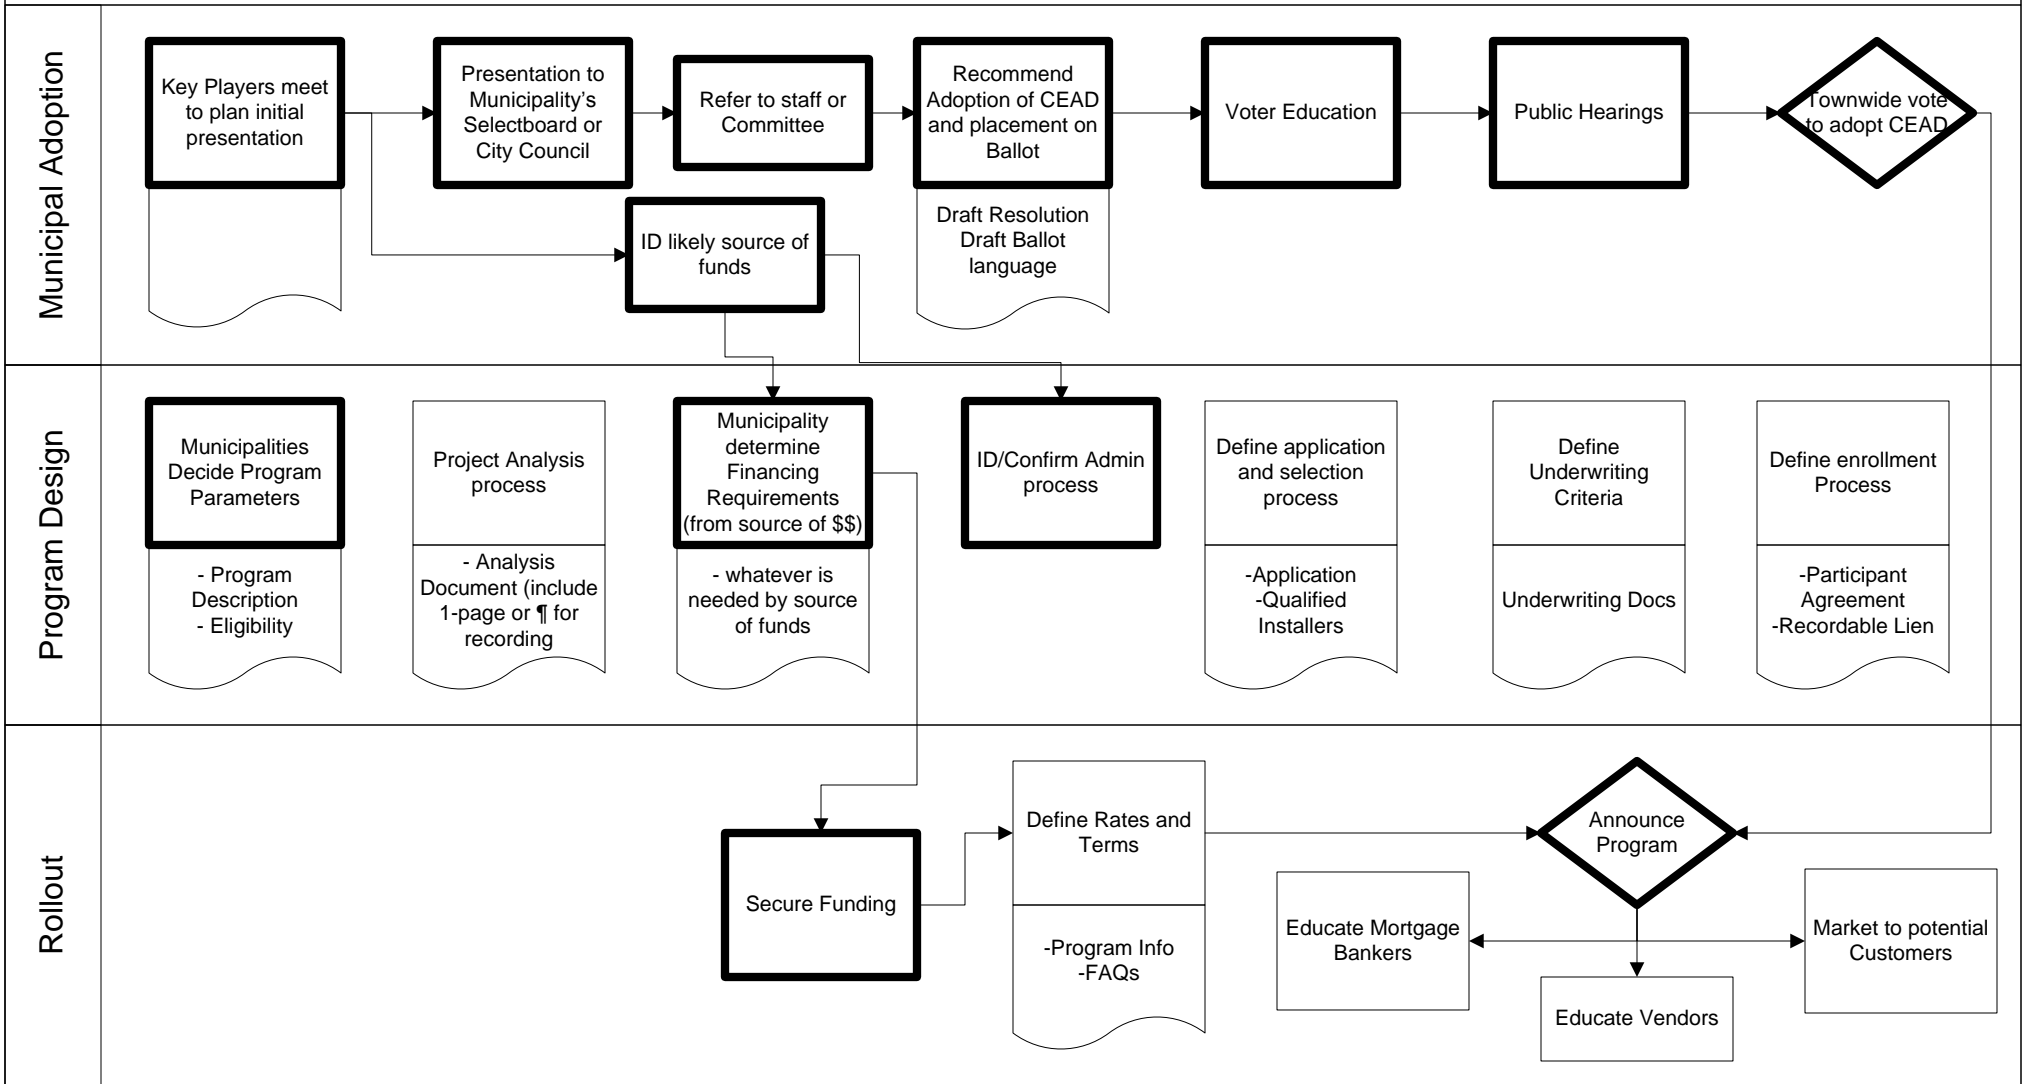 Municipal Adoption
Key Players meet
to plan initial
presentation
Presentation to
Municipality's
Selectboard or
City Council
Refer to staff or
Committee
Recommend
Adoption of CEAD
and placement on
Ballot
Voter Education
Public Hearings
Townwide vote
to adopt CEAD
Draft Resolution
Draft Ballot
language
ID likely source of
funds
Program Design
Municipalities
Decide Program
Parameters
- Program
Description
- Eligibility
Project Analysis
process
- Analysis
Document (include
1-page or ¶ for
recording
Municipality
determine
Financing
Requirements
(from source of $$)
- whatever is
needed by source
of funds
ID/Confirm Admin
process
Define application
and selection
process
-Application
-Qualified
Installers
Define
Underwriting
Criteria
Underwriting Docs
Define enrollment
Process
-Participant
Agreement
-Recordable Lien
Rollout
Secure Funding
Define Rates and
Terms
-Program Info
-FAQs
Announce
Program
Educate Mortgage
Bankers
Educate Vendors
Market to potential
Customers